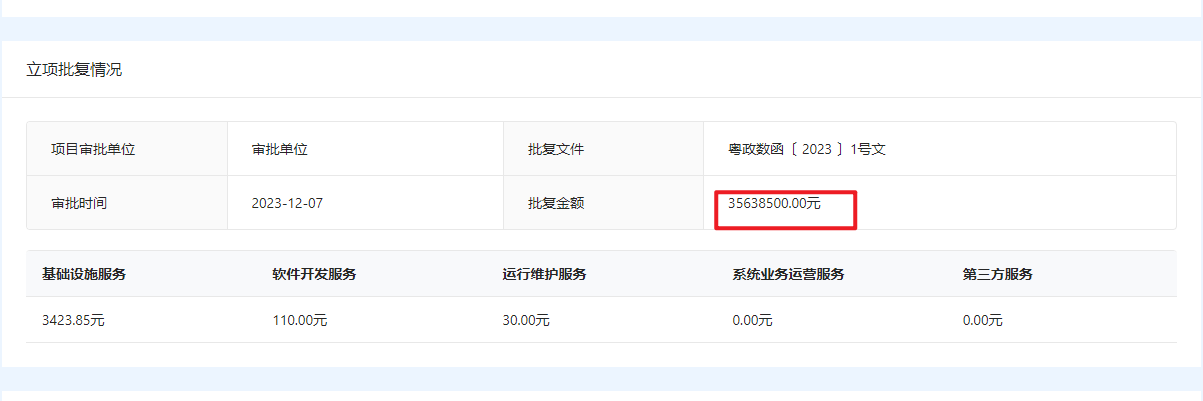 立项批复情况
项目审批单位 审批单位 批复文件 粤政数函〔 2023 〕1号文
审批时间 2023-12-07 批复金额 35638500.00元
基础设施服务 软件开发服务 运行维护服务 系统业务运营服务 第三方服务
3423.85元 110.00元 30.00元 0.00元 0.00元